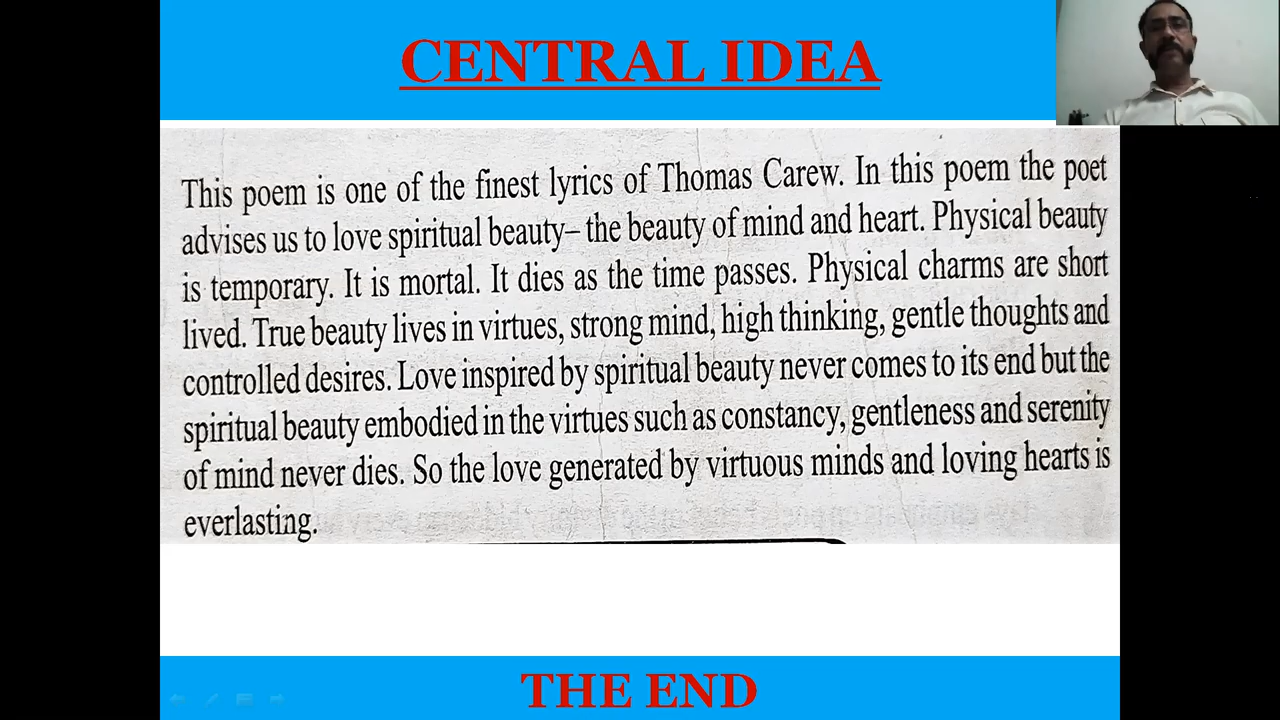 CENTRAL IDEA
This poem is one of the finest lyrics of Thomas Carew. In this poem the poet
advises us to love spiritual beauty– the beauty of mind and heart. Physical beauty
is temporary. It is mortal. It dies as the time passes. Physical charms are short
lived. True beauty lives in virtues, strong mind, high thinking, gentle thoughts and
controlled desires. Love inspired by spiritual beauty never comes to its end but the
spiritual beauty embodied in the virtues such as constancy, gentleness and serenity
of mind never dies. So the love generated by virtuous minds and loving hearts is
everlasting.
THE END